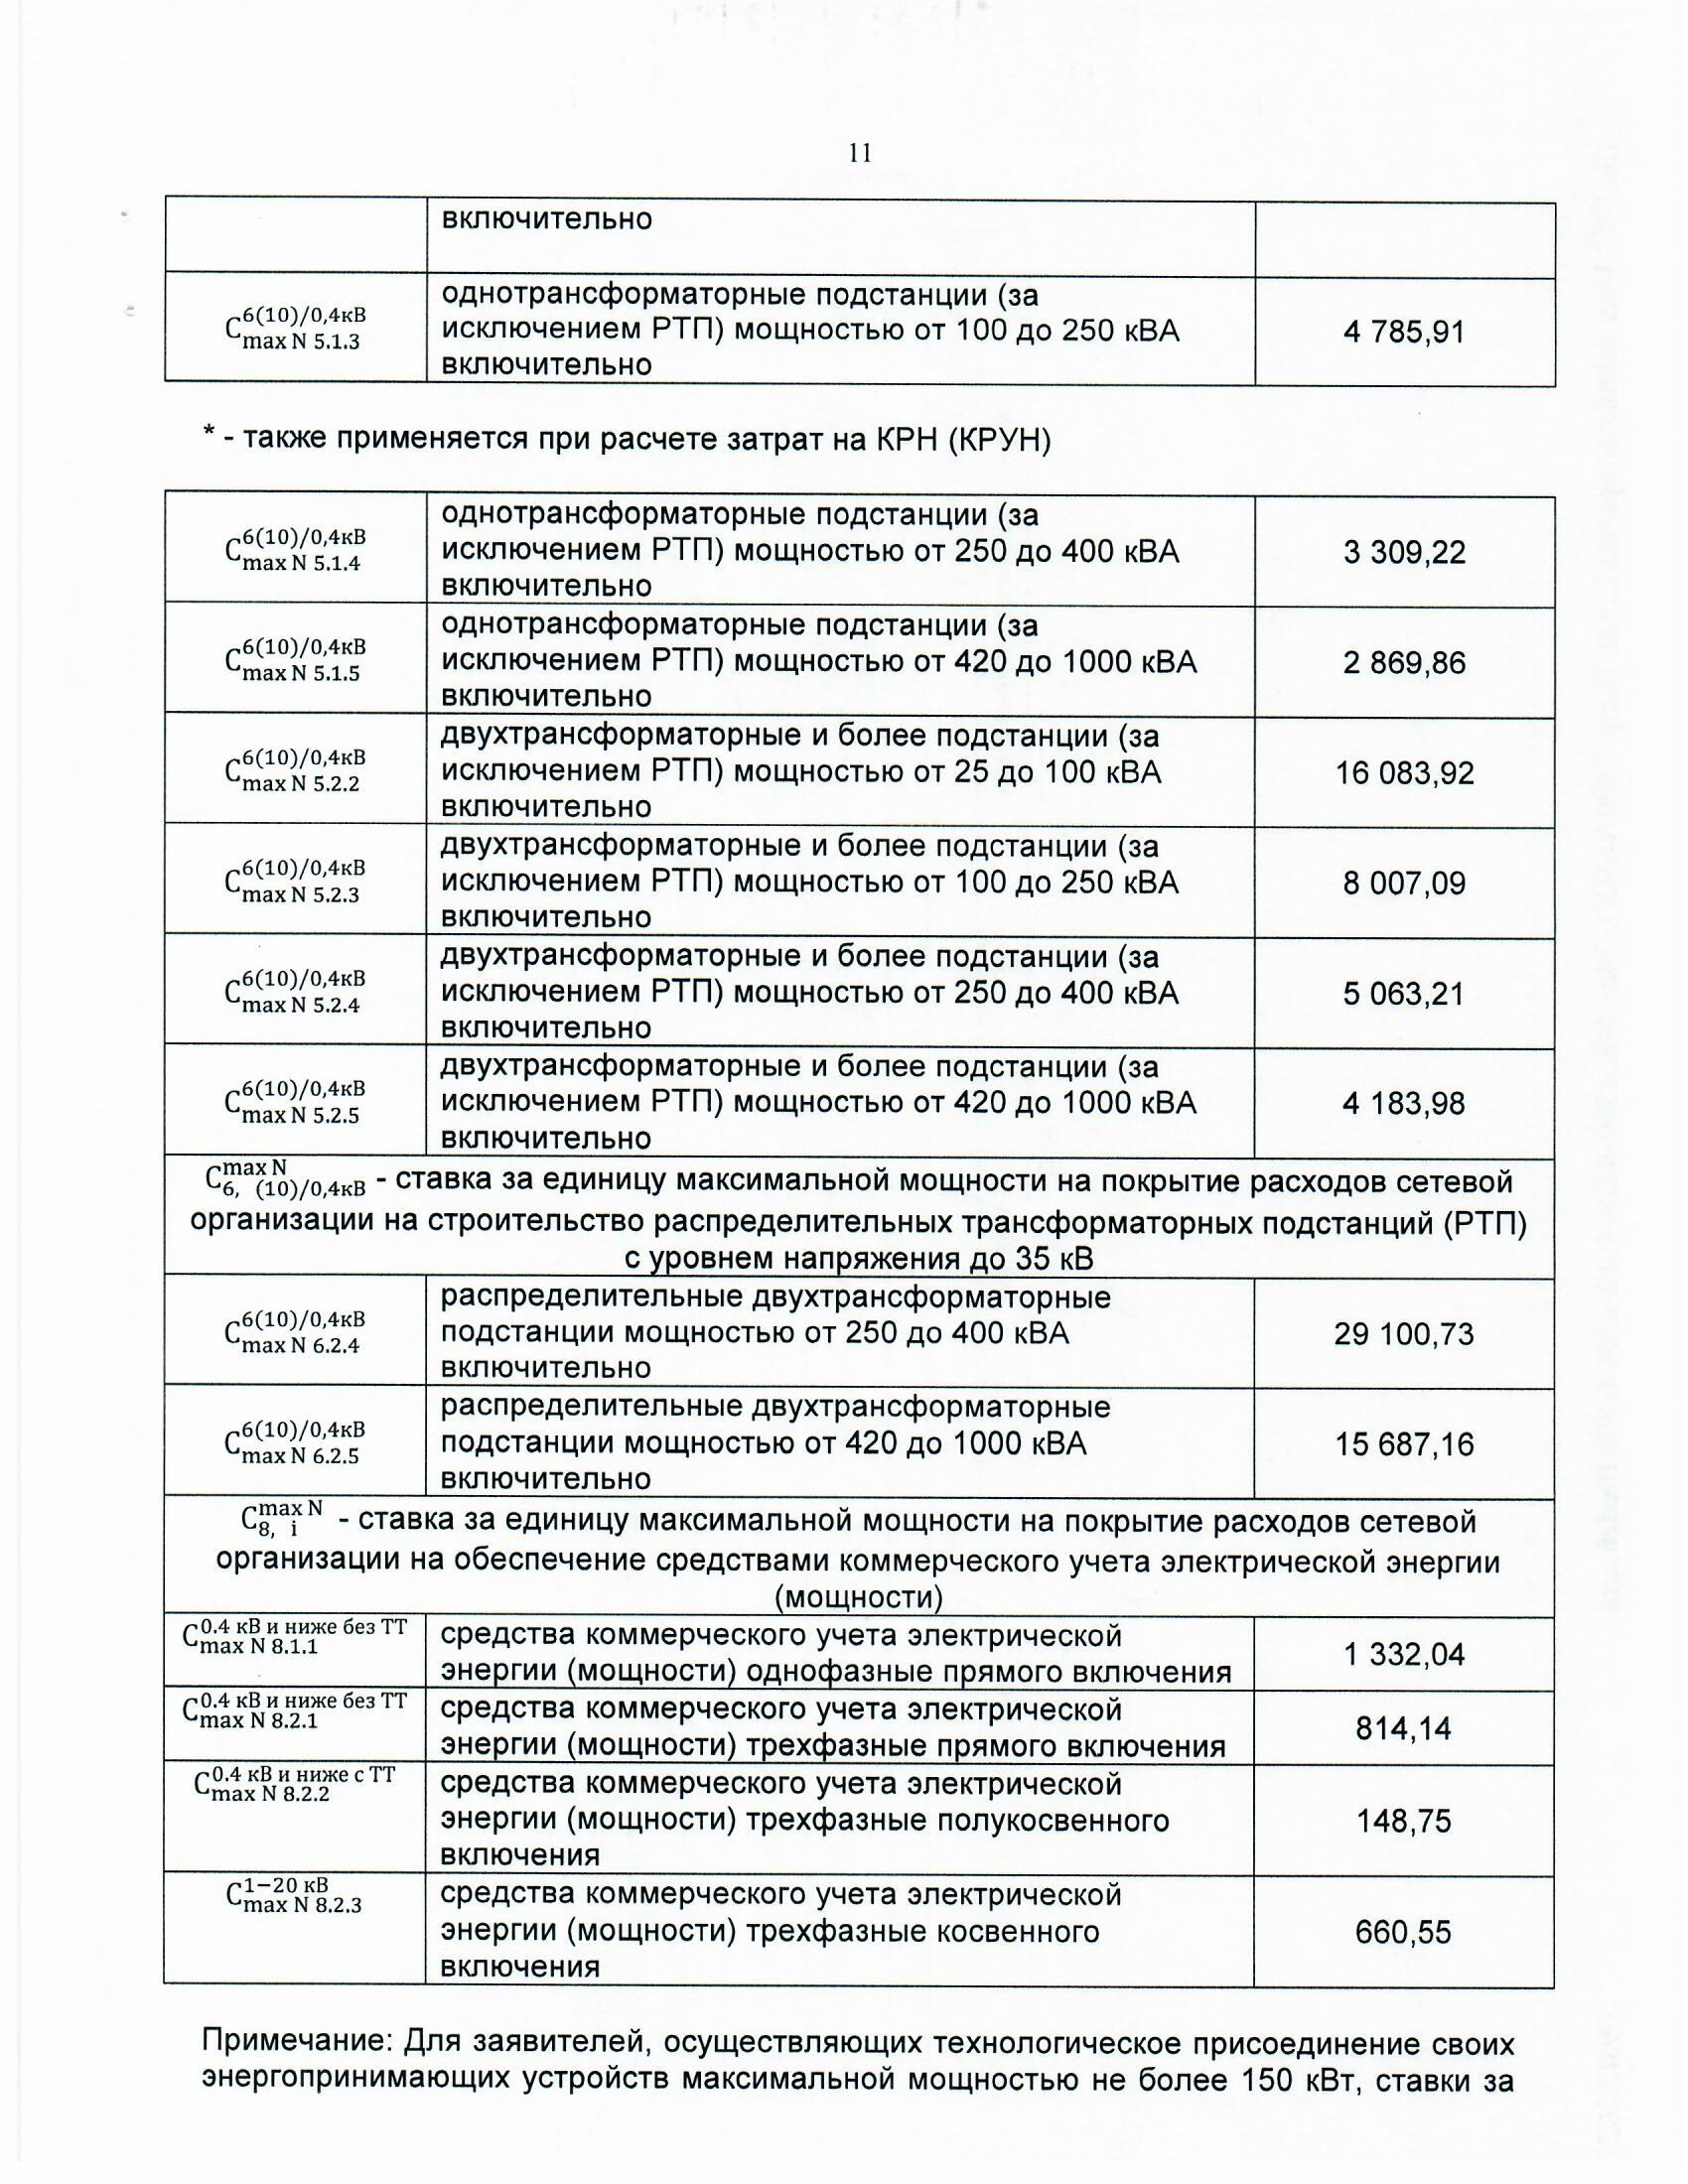 11
включительно
C 6(10)/0,4кВ max N 5.1.3
однотрансформаторные подстанции (за
исключением РТП) мощностью от 100 до 250 кВА
включительно
4 785,91
* - также применяется при расчете затрат на КРН (КРУН)
C 6(10)/0,4кВ max N 5.1.4
однотрансформаторные подстанции (за
исключением РТП) мощностью от 250 до 400 кВА
включительно
3 309,22
C 6(10)/0,4кВ max N 5.1.5
однотрансформаторные подстанции (за
исключением РТП) мощностью от 420 до 1000 кВА
включительно
2 869,86
C 6(10)/0,4кВ max N 5.2.2
двухтрансформаторные и более подстанции (за
исключением РТП) мощностью от 25 до 100 кВА
включительно
16 083,92
C 6(10)/0,4кВ max N 5.2.3
двухтрансформаторные и более подстанции (за
исключением РТП) мощностью от 100 до 250 кВА
включительно
8 007,09
C 6(10)/0,4кВ max N 5.2.4
двухтрансформаторные и более подстанции (за
исключением РТП) мощностью от 250 до 400 кВА
включительно
5 063,21
C 6(10)/0,4кВ max N 5.2.5
двухтрансформаторные и более подстанции (за
исключением РТП) мощностью от 420 до 1000 кВА
включительно
4 183,98
C max N 6, (10)/0,4кВ - ставка за единицу максимальной мощности на покрытие расходов сетевой
организации на строительство распределительных трансформаторных подстанций (РТП)
с уровнем напряжения до 35 кВ
C 6(10)/0,4кВ max N 6.2.4
распределительные двухтрансформаторные
подстанции мощностью от 250 до 400 кВА
включительно
29 100,73
C 6(10)/0,4кВ max N 6.2.5
распределительные двухтрансформаторные
подстанции мощностью от 420 до 1000 кВА
включительно
15 687,16
C max N 8, i - ставка за единицу максимальной мощности на покрытие расходов сетевой
организации на обеспечение средствами коммерческого учета электрической энергии
(мощности)
C 0.4 кВ и ниже без ТТ max N 8.1.1
средства коммерческого учета электрической
энергии (мощности) однофазные прямого включения
1 332,04
C 0.4 кВ и ниже без ТТ max N 8.2.1
средства коммерческого учета электрической
энергии (мощности) трехфазные прямого включения
814,14
C 0.4 кВ и ниже с ТТ max N 8.2.2
средства коммерческого учета электрической
энергии (мощности) трехфазные полукосвенного
включения
148,75
C 1−20 кВ max N 8.2.3
средства коммерческого учета электрической
энергии (мощности) трехфазные косвенного
включения
660,55
Примечание: Для заявителей, осуществляющих технологическое присоединение своих
энергопринимающих устройств максимальной мощностью не более 150 кВт, ставки за